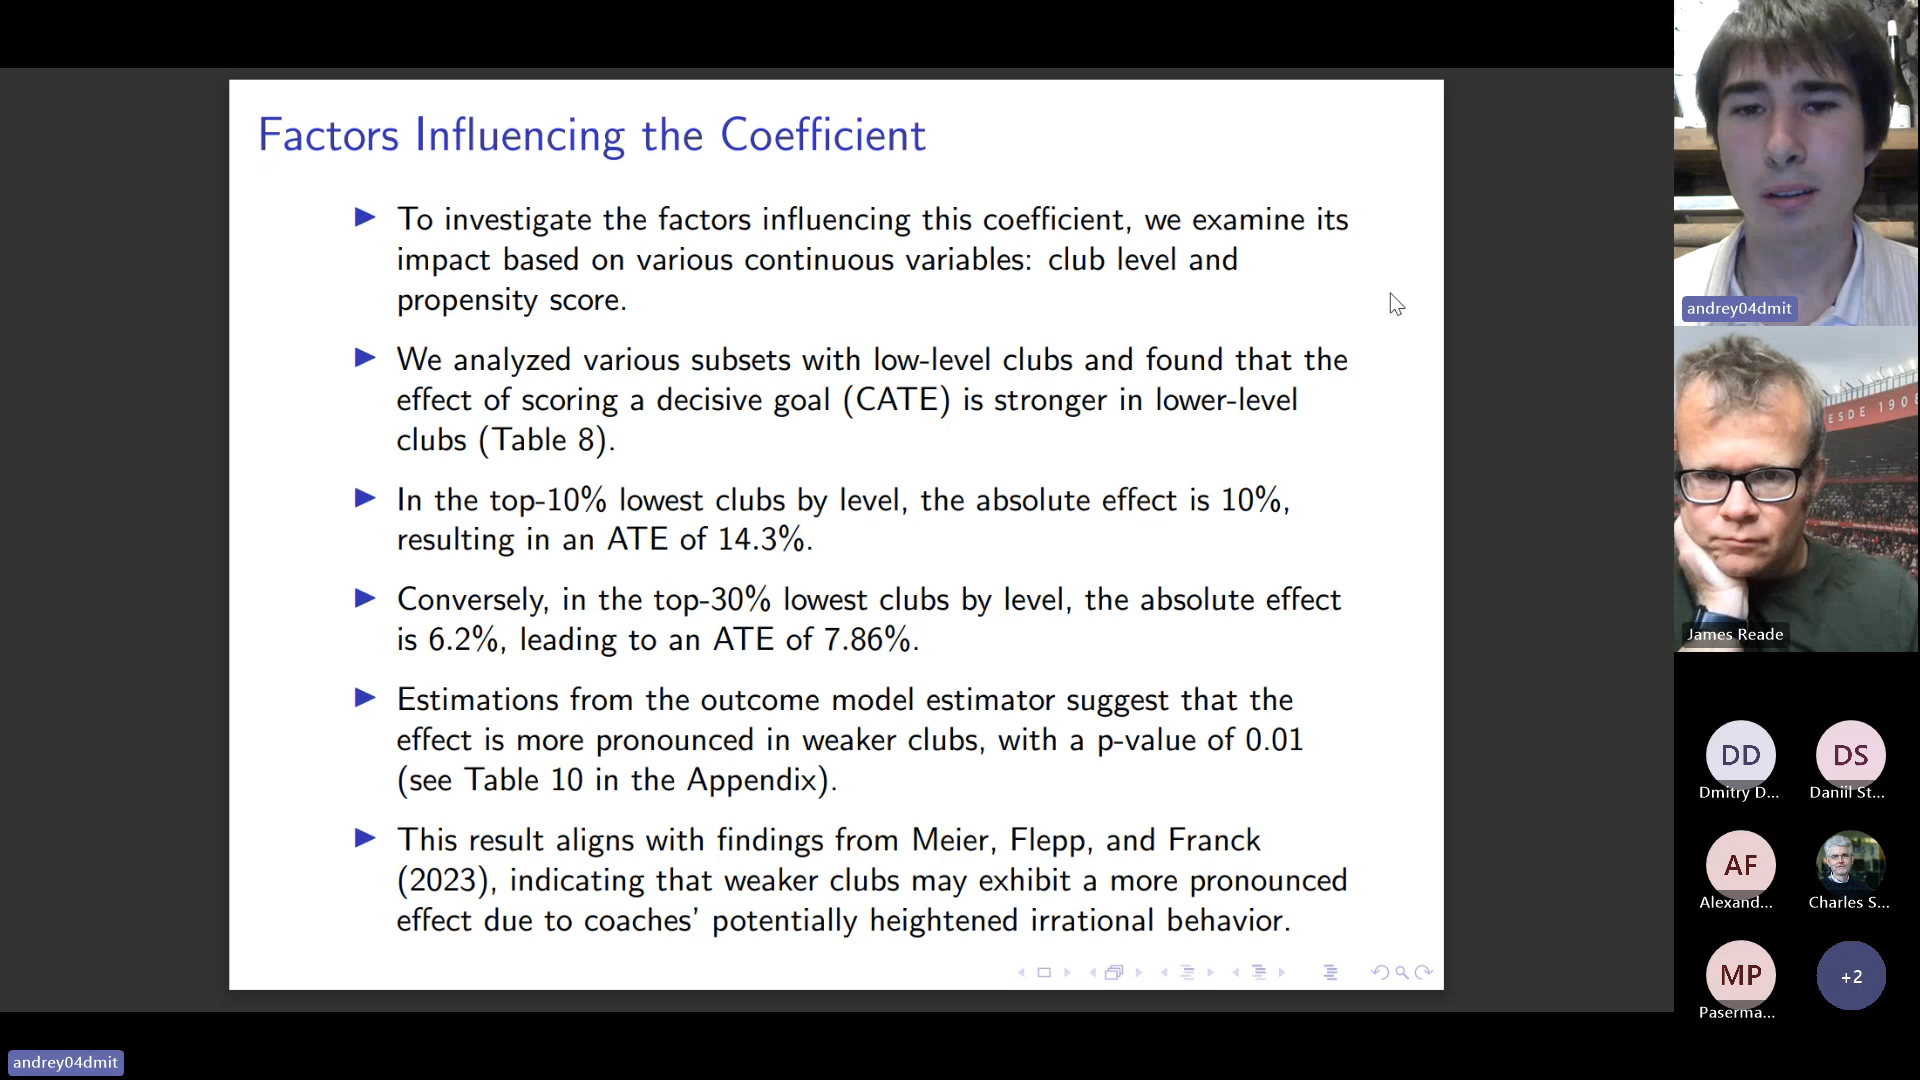 Factors Influencing the Coefficient
To investigate the factors influencing this coefficient, we examine its
impact based on various continuous variables: club level and
propensity score.
We analyzed various subsets with low-level clubs and found that the
effect of scoring a decisive goal (CATE) is stronger in lower-level
clubs (Table 8).
In the top-10% lowest clubs by level, the absolute effect is 10%,
resulting in an ATE of 14.3%.
Conversely, in the top-30% lowest clubs by level, the absolute effect
is 6.2%, leading to an ATE of 7.86%.
Estimations from the outcome model estimator suggest that the
effect is more pronounced in weaker clubs, with a p-value of 0.01
(see Table 10 in the Appendix).
This result aligns with findings from Meier, Flepp, and Franck
(2023), indicating that weaker clubs may exhibit a more pronounced
effect due to coaches' potentially heightened irrational behavior.
andrey04dmit
ESDE 1908
James Reade
DD
Dmitry D...
DS
Daniil St...
AF
Alexand...
Charles S...
MP
Paserma...
+2
andrey04dmit